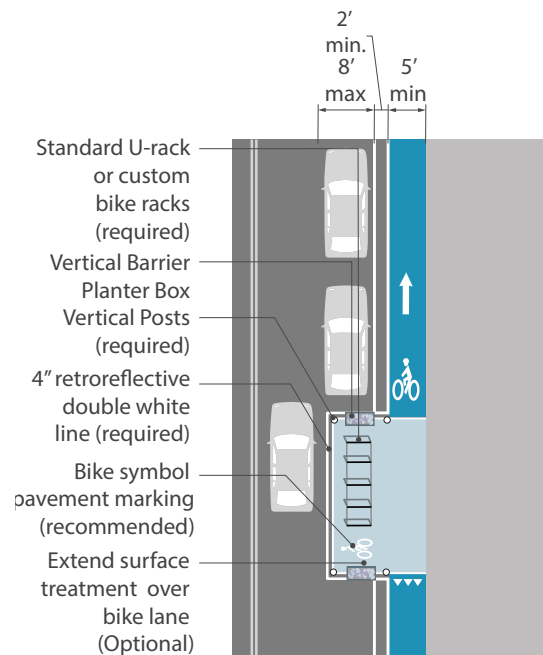 2’
min.
8’
max
5’
min
Standard U-rack
or custom
bike racks
(required)
Vertical Barrier
Planter Box
Vertical Posts
(required)
4” retroreflective
double white
line (required)
Bike symbol
pavement marking
(recommended)
Extend surface
treatment over
bike lane
(Optional)